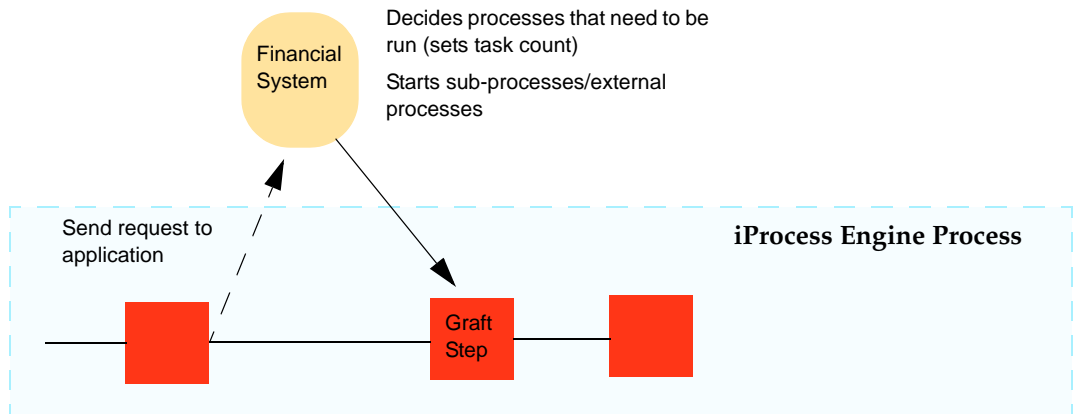 Decides processes that need to be
run (sets task count)
Starts sub-processes/external
processes
Financial
System
Send request to
application
iProcess Engine Process
Graft
Step